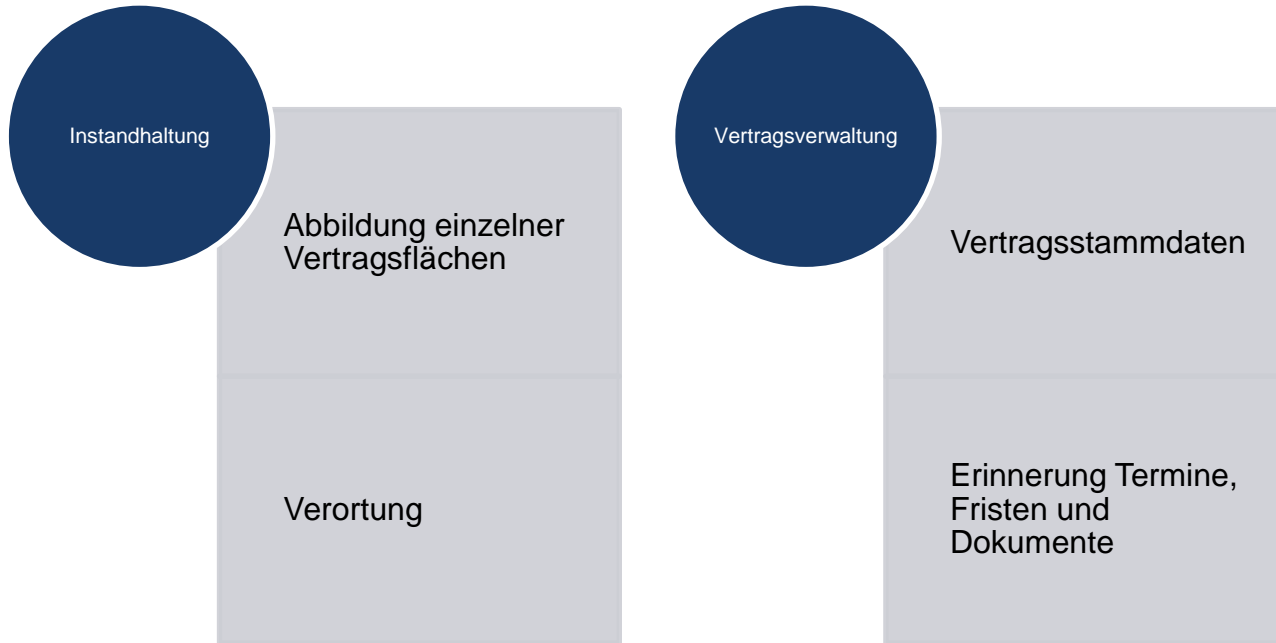 Instandhaltung
Abbildung einzelner
Vertragsflächen
Verortung
Vertragsverwaltung
Vertragsstammdaten
Erinnerung Termine,
Fristen und
Dokumente